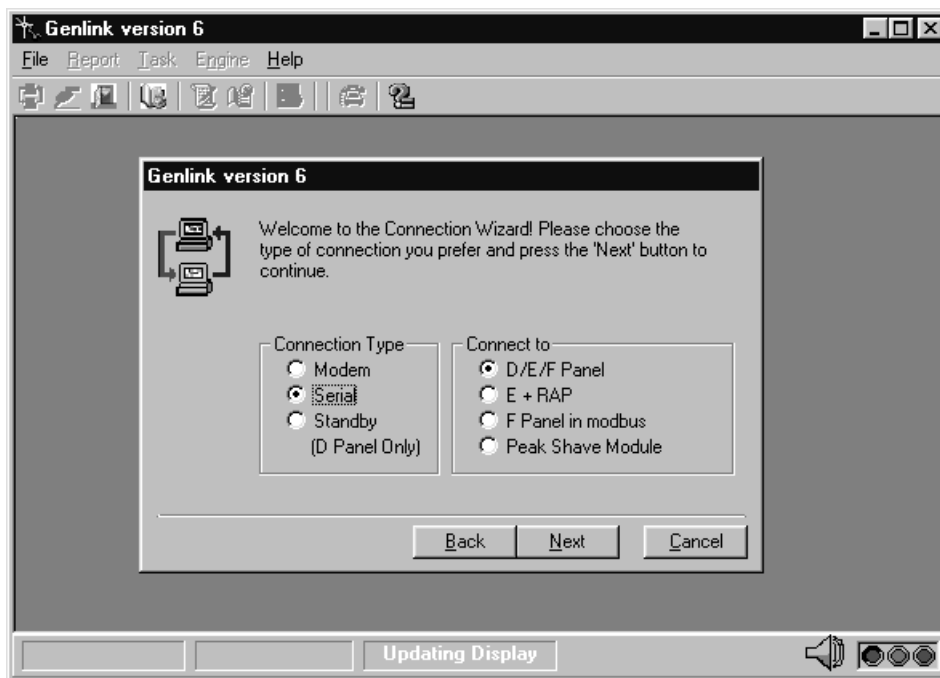 Genlink version 6
File Report Task Engine Help
Genlink version 6
Welcome to the Connection Wizard! Please choose the
type of connection you prefer and press the 'Next' button to
continue.
Connection Type
Modem
Serial
Standby
(D Panel Only)
Connect to
D/E/F Panel
E + RAP
F Panel in modbus
Peak Shave Module
Back Next Cancel
Updating Display